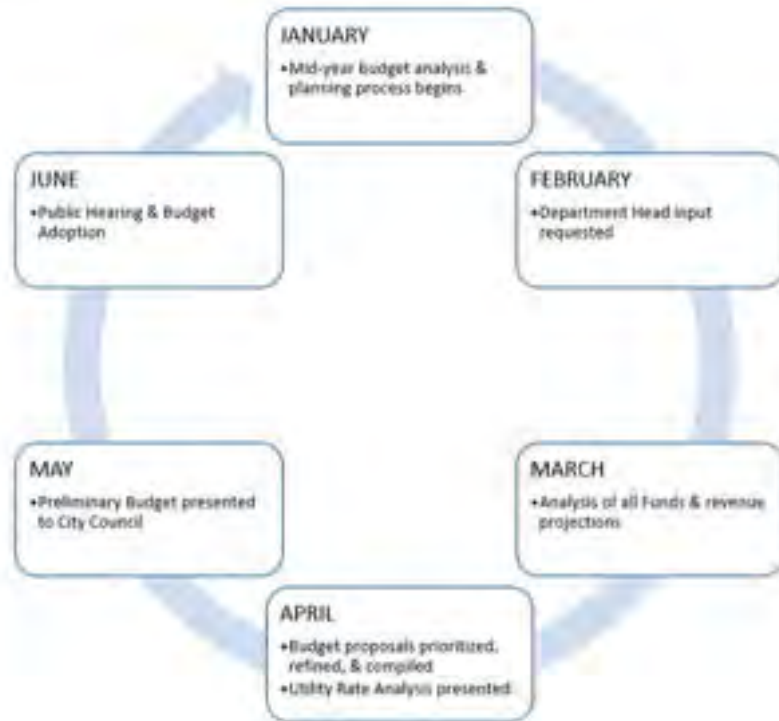 JANUARY
•Mid-year budget analysis &
planning process begins
FEBRUARY
•Department Head input
requested
MARCH
•Analysis of all Funds & revenue
projections
APRIL
•Budget proposals prioritized,
refined, & compiled
•Utility Rate Analysis presented
MAY
•Preliminary Budget presented
to City Council
JUNE
•Public Hearing & Budget
Adoption